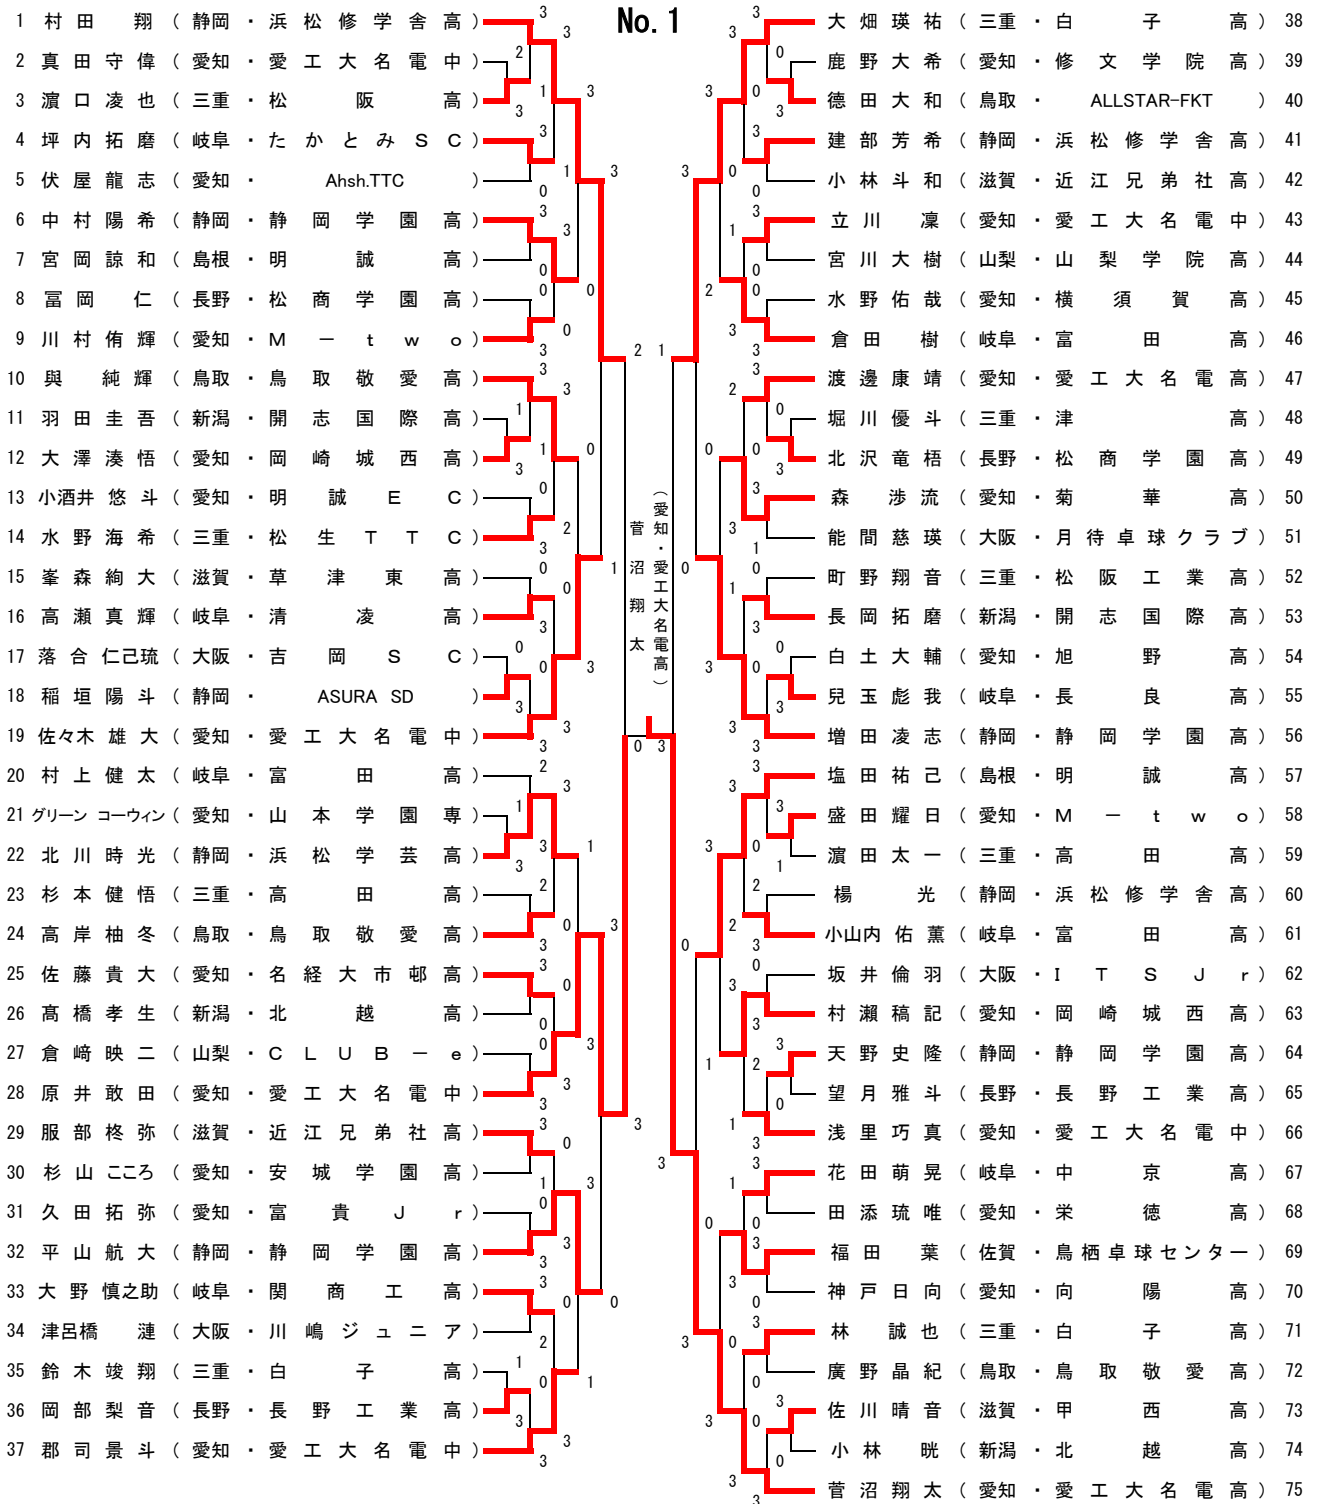 No.1
1 村田 翔 （静岡・浜松修学舎高）
2 真田守偉 （愛知・愛工大名電中）
3 濵口凌也 （三重・松阪高）
4 坪内拓磨 （岐阜・たかとみＳＣ）
5 伏屋龍志 （愛知・Ahsh.TTC）
6 中村陽希 （静岡・静岡学園高）
7 宮岡諒和 （島根・明誠高）
8 冨岡 仁 （長野・松商学園高）
9 川村侑輝 （愛知・Ｍ－ｔｗｏ）
10 與 純輝 （鳥取・鳥取敬愛高）
11 羽田圭吾 （新潟・開志国際高）
12 大澤湊悟 （愛知・岡崎城西高）
13 小酒井 悠斗 （愛知・明誠ＥＣ）
14 水野海希 （三重・松生ＴＴＣ）
15 峯森絢大 （滋賀・草津東高）
16 高瀬真輝 （岐阜・清凌高）
17 落合 仁己琉 （大阪・吉岡ＳＣ）
18 稲垣陽斗 （静岡・ASURA SD）
19 佐々木 雄大 （愛知・愛工大名電中）
20 村上健太 （岐阜・富田高）
21 グリーン コーウィン （愛知・山本学園専）
22 北川時光 （静岡・浜松学芸高）
23 杉本健悟 （三重・高田高）
24 高岸柚冬 （鳥取・鳥取敬愛高）
25 佐藤貴大 （愛知・名経大市邨高）
26 髙橋孝生 （新潟・北越高）
27 倉﨑映二 （山梨・ＣＬＵＢ－ｅ）
28 原井敢田 （愛知・愛工大名電中）
29 服部柊弥 （滋賀・近江兄弟社高）
30 杉山 こころ （愛知・安城学園高）
31 久田拓弥 （愛知・富貴Ｊｒ）
32 平山航大 （静岡・静岡学園高）
33 大野 慎之助 （岐阜・関商工高）
34 津呂橋 漣 （大阪・川嶋ジュニア）
35 鈴木竣翔 （三重・白子高）
36 岡部梨音 （長野・長野工業高）
37 郡司景斗 （愛知・愛工大名電中）
菅沼翔太
（愛知・愛工大名電高）
大畑瑛祐 （三重・白子高） 38
鹿野大希 （愛知・修文学院高） 39
德田大和 （鳥取・ALLSTAR-FKT） 40
建部芳希 （静岡・浜松修学舎高） 41
小林斗和 （滋賀・近江兄弟社高） 42
立川 凜 （愛知・愛工大名電中） 43
宮川大樹 （山梨・山梨学院高） 44
水野佑哉 （愛知・横須賀高） 45
倉田 樹 （岐阜・富田高） 46
渡邊康靖 （愛知・愛工大名電高） 47
堀川優斗 （三重・津高） 48
北沢竜梧 （長野・松商学園高） 49
森 渉流 （愛知・菊華高） 50
能間慈瑛 （大阪・月待卓球クラブ） 51
町野翔音 （三重・松阪工業高） 52
長岡拓磨 （新潟・開志国際高） 53
白土大輔 （愛知・旭野高） 54
兒玉彪我 （岐阜・長良高） 55
増田凌志 （静岡・静岡学園高） 56
塩田祐己 （島根・明誠高） 57
盛田耀日 （愛知・Ｍ－ｔｗｏ） 58
濵田太一 （三重・高田高） 59
楊 光 （静岡・浜松修学舎高） 60
小山内 佑薫 （岐阜・富田高） 61
坂井倫羽 （大阪・ＩＴＳＪｒ） 62
村瀬稿記 （愛知・岡崎城西高） 63
天野史隆 （静岡・静岡学園高） 64
望月雅斗 （長野・長野工業高） 65
浅里巧真 （愛知・愛工大名電中） 66
花田萌晃 （岐阜・中京高） 67
田添琉唯 （愛知・栄徳高） 68
福田 葉 （佐賀・鳥栖卓球センター） 69
神戸日向 （愛知・向陽高） 70
林 誠也 （三重・白子高） 71
廣野晶紀 （鳥取・鳥取敬愛高） 72
佐川晴音 （滋賀・甲西高） 73
小林 晄 （新潟・北越高） 74
菅沼翔太 （愛知・愛工大名電高） 75